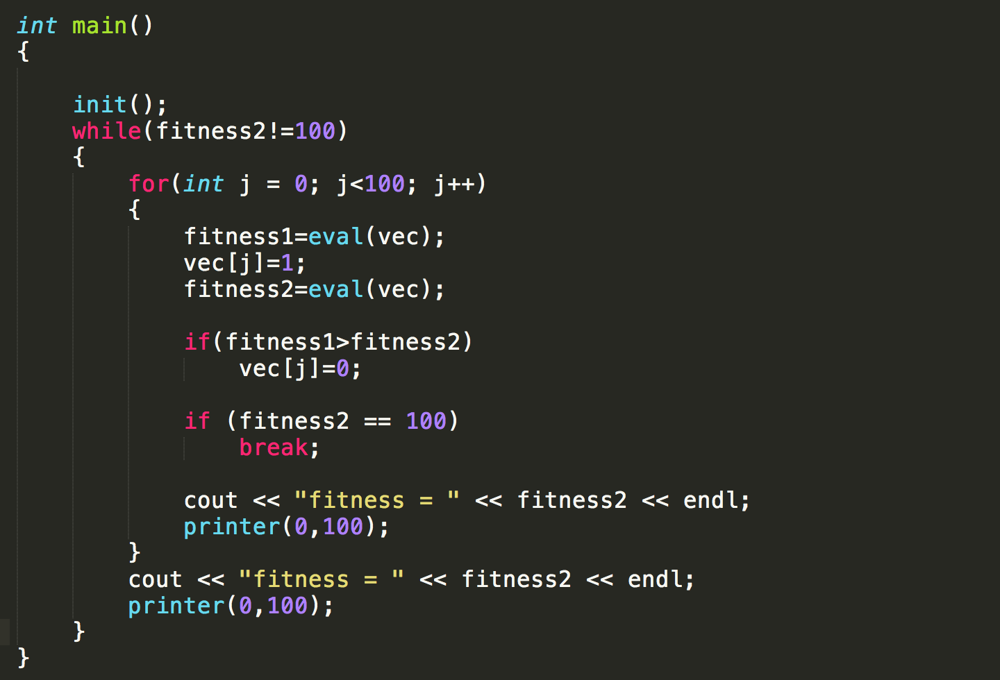 int main()
{
init();
while(fitness2!=100)
{
for(int j = 0; j<100; j++)
{
fitness1=eval(vec);
vec[j]=1;
fitness2=eval(vec);
if(fitness1>fitness2)
vec[j]=0;
if (fitness2 == 100)
break;
cout << "fitness = " << fitness2 << endl;
printer(0,100);
}
cout << "fitness = " << fitness2 << endl;
printer(0,100);
}
}